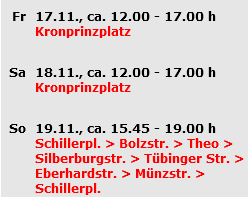 Fr 17.11., ca. 12.00 - 17.00 h
Kronprinzplatz
Sa 18.11., ca. 12.00 - 17.00 h
Kronprinzplatz
So 19.11., ca. 15.45 - 19.00 h
Schillerpl. > Bolzstr. > Theo >
Silberburgstr. > Tübinger Str. >
Eberhardstr. > Münzstr. >
Schillerpl.